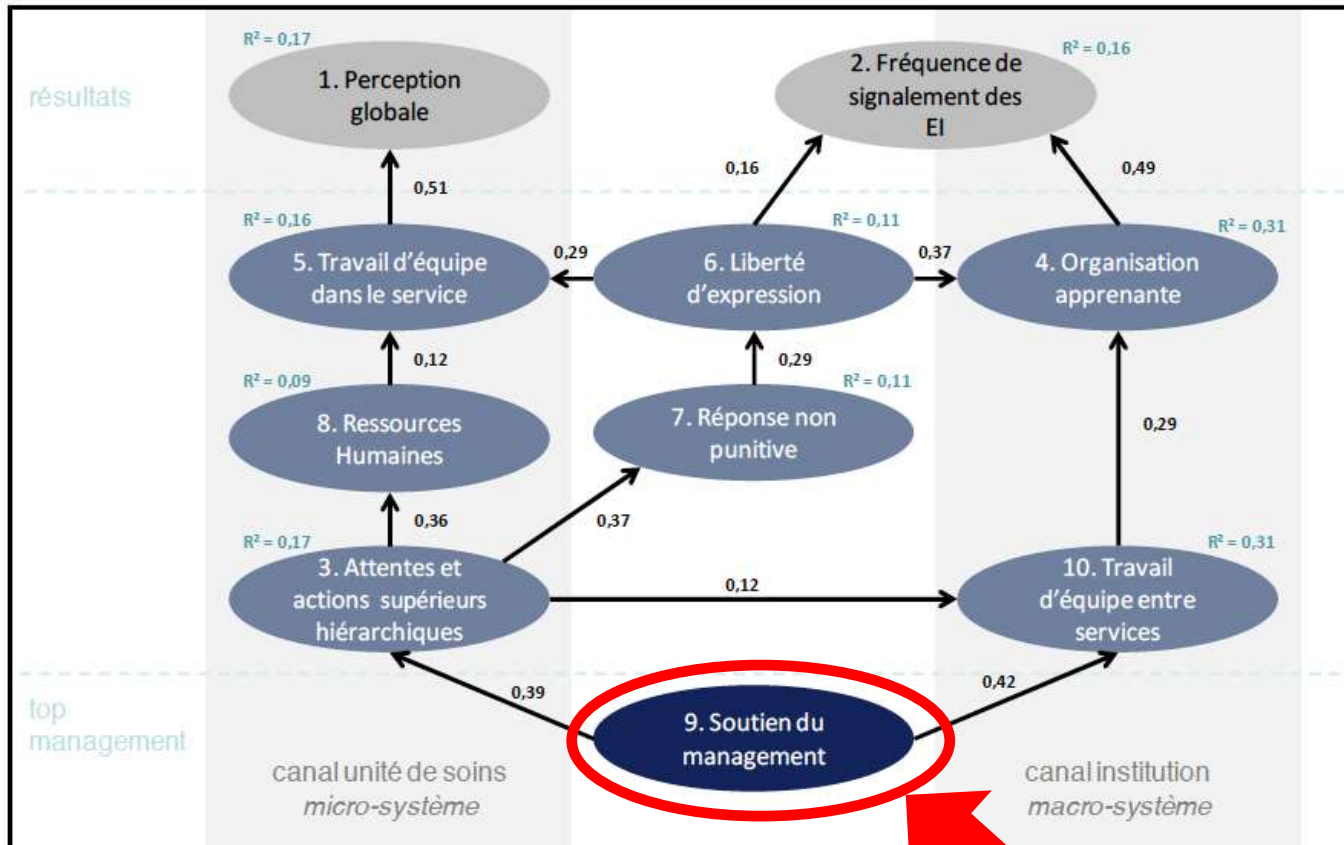 R² = 0,17
1. Perception
globale
R² = 0,16
2. Fréquence de
signalement des
EI
résultats
0,51
0,16
0,49
R² = 0,16
5. Travail d'équipe
dans le service
0,29
R² = 0,11
6. Liberté
d'expression
0,37
R² = 0,31
4. Organisation
apprenante
0,12
0,29
R² = 0,09
8. Ressources
Humaines
R² = 0,11
7. Réponse non
punitive
0,29
0,36
0,37
R² = 0,17
3. Attentes et
actions supérieurs
hiérarchiques
0,12
R² = 0,31
10. Travail
d'équipe entre
services
0,39
0,42
top
management
9. Soutien du
management
canal unité de soins
micro-système
canal institution
macro-système